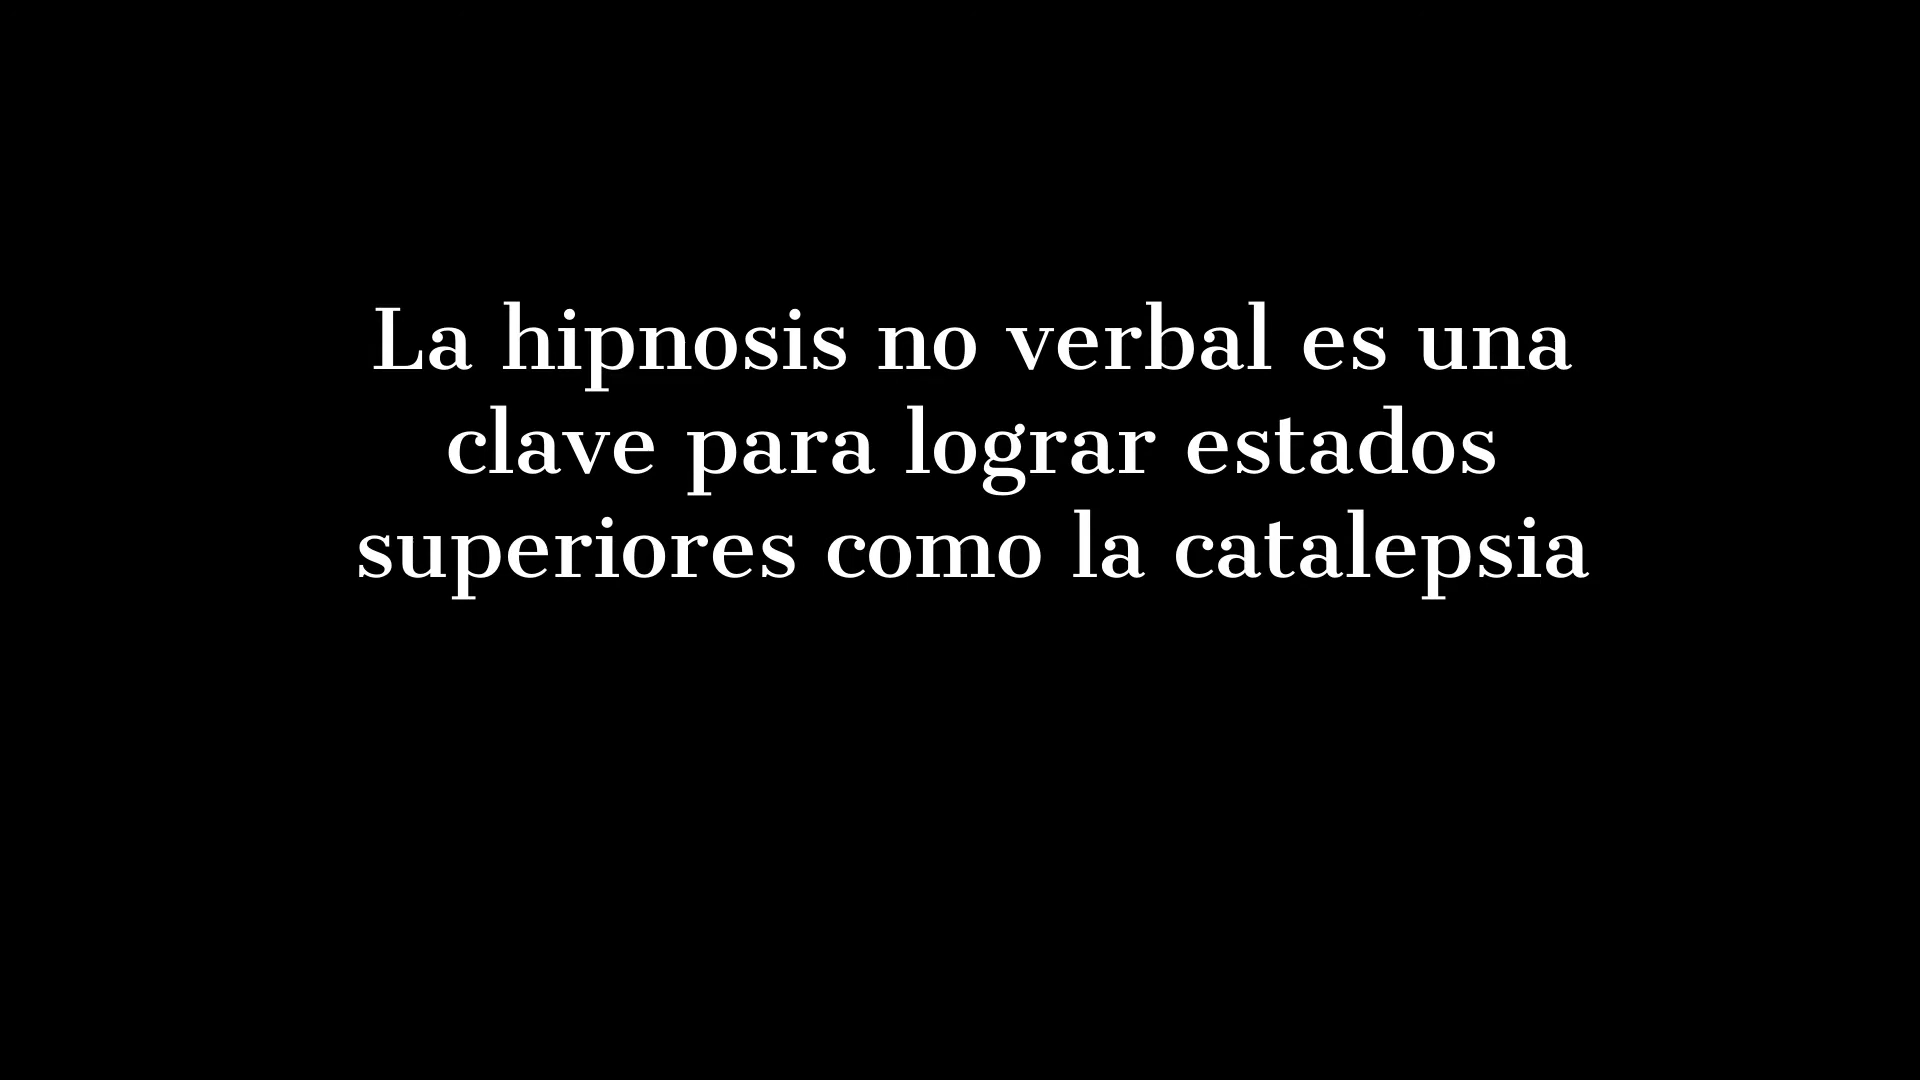 La hipnosis no verbal es una
clave para lograr estados
superiores como la catalepsia